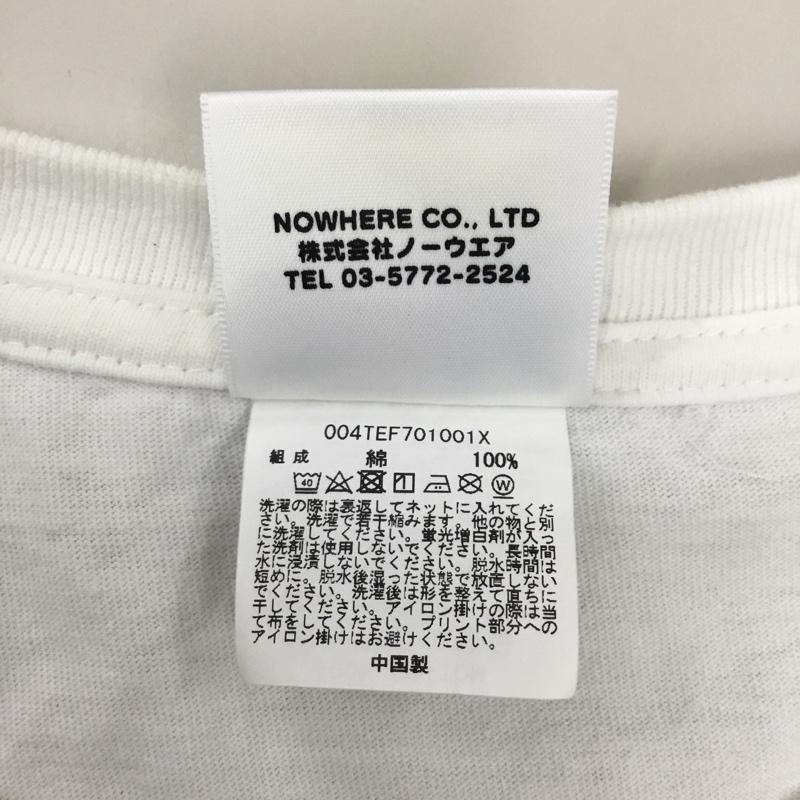 NOWHERE CO., LTD
株式会社ノーウエア
TEL 03-5772-2524
004TEF701001X
組成 綿 100%
40 W
洗濯の際は裏返してネットに入れてくだ
さい。洗濯で若干縮みます。他の物と別
に洗濯してください。蛍光増白剤が入っ
た洗剤は使用しないでください。長時間
水に浸漬しないでください。脱水時間は
短めに。脱水後湿った状態で放置しない
でください。洗濯後は形を整えて直ちに
干してください。アイロン掛けの際は当
て布をしてください。プリント部分への
アイロン掛けはお避けください。
中国製